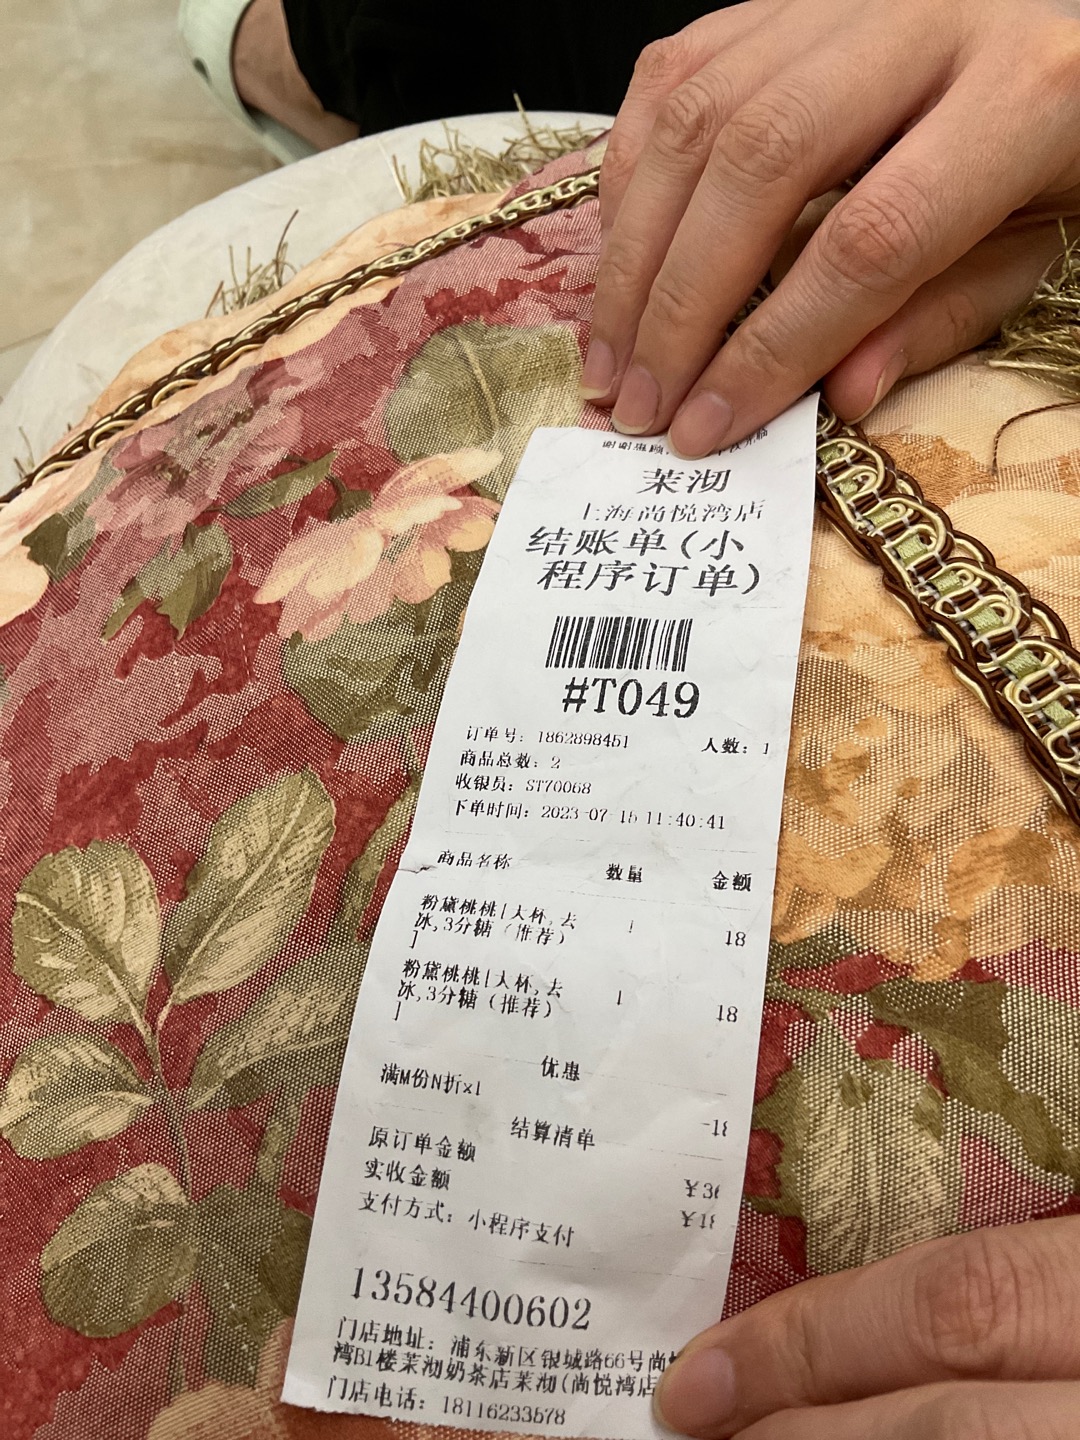 谢谢惠顾
茉沏
上海尚悦湾店
结账单(小
程序订单)
#T049
订单号: 1862898451 人数: 1
商品总数: 2
收银员: ST70068
下单时间: 2023-07-15 11:40:41
商品名称 数量 金额
粉黛桃桃[大杯,去 1 18
冰,3分糖(推荐)
]
粉黛桃桃[大杯,去 1 18
冰,3分糖(推荐)
]
优惠
满M份N折x1 -18
结算清单
原订单金额 ¥36
实收金额 ¥18
支付方式: 小程序支付
13584400602
门店地址: 浦东新区银城路66号尚
湾B1楼茉沏奶茶店茉沏(尚悦湾店
门店电话: 18116233578